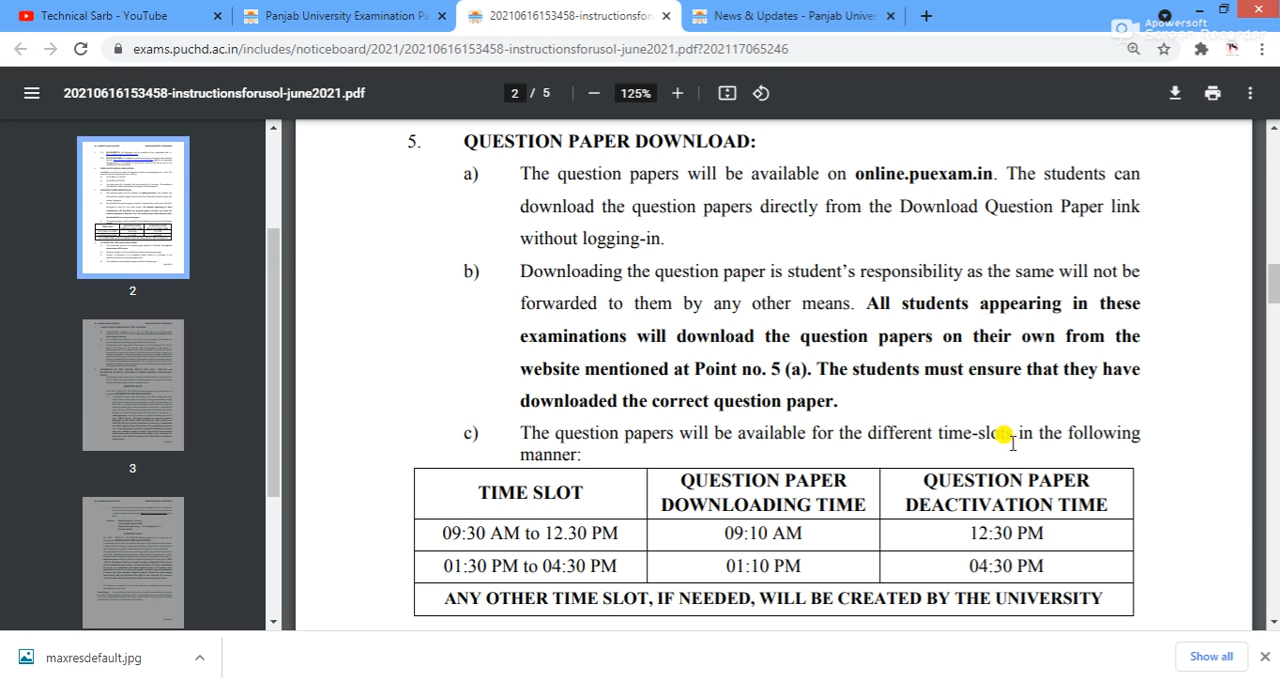 Technical Sarb - YouTube
Panjab University Examination Pa
20210616153458-instructionsforu
News & Updates - Panjab Univer
Apowersoft
Screen Recorder
exams.puchd.ac.in/includes/noticeboard/2021/20210616153458-instructionsforusol-june2021.pdf?202117065246
20210616153458-instructionsforusol-june2021.pdf
2 / 5
125%
2
3
5. QUESTION PAPER DOWNLOAD:
a) The question papers will be available on online.puexam.in. The students can
download the question papers directly from the Download Question Paper link
without logging-in.
b) Downloading the question paper is student's responsibility as the same will not be
forwarded to them by any other means. All students appearing in these
examinations will download the question papers on their own from the
website mentioned at Point no. 5 (a). The students must ensure that they have
downloaded the correct question paper.
c) The question papers will be available for the different time-slots in the following
manner:
TIME SLOT
QUESTION PAPER
DOWNLOADING TIME
QUESTION PAPER
DEACTIVATION TIME
09:30 AM to 12.30 PM 09:10 AM 12:30 PM
01:30 PM to 04:30 PM 01:10 PM 04:30 PM
ANY OTHER TIME SLOT, IF NEEDED, WILL BE CREATED BY THE UNIVERSITY
maxresdefault.jpg
Show all